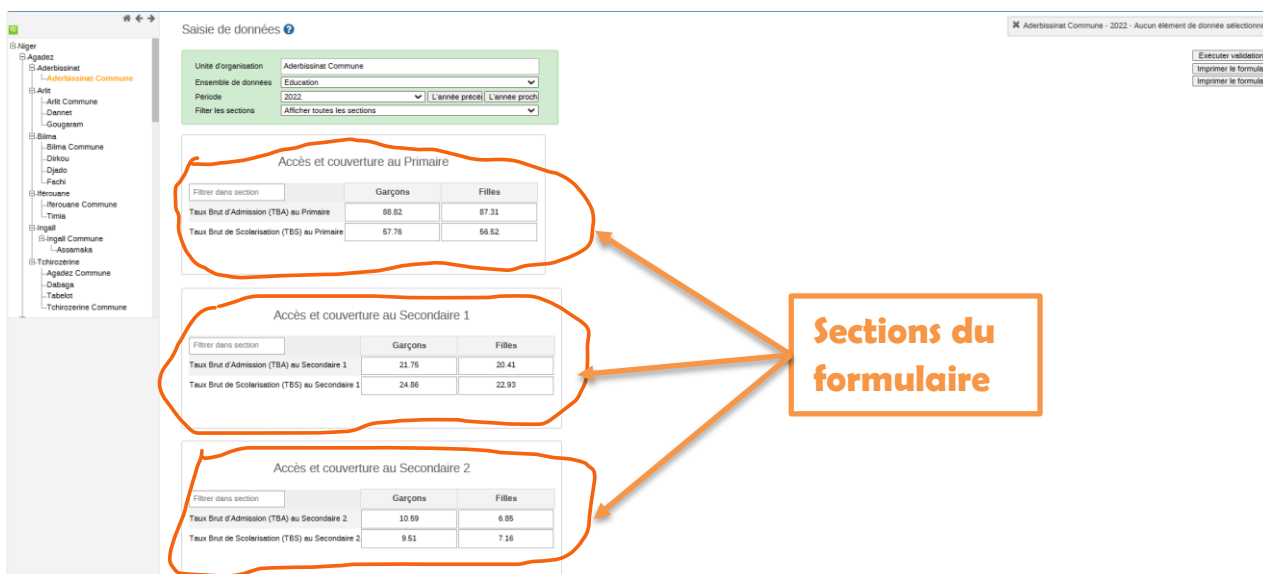 Niger
Agadez
Aderbissinat
Aderbissinat Commune
Arlit
Arlit Commune
Dannet
Gougaram
Bilma
Bilma Commune
Dirkou
Djado
Fachi
Iférouane
Iferouane Commune
Timia
Ingall
Ingall Commune
Assamaka
Tchirozérine
Agadez Commune
Dabaga
Tabelot
Tchirozerine Commune
Saisie de données
Unité d'organisation Aderbissinat Commune
Ensemble de données Education
Période 2022 L'année précé L'année proch
Filter les sections Afficher toutes les sections
Aderbissinat Commune - 2022 - Aucun élément de donnée sélectionné
Exécuter validation
Imprimer le formula
Imprimer le formula
Accès et couverture au Primaire
Filtrer dans section Garçons Filles
Taux Brut d'Admission (TBA) au Primaire 88.82 87.31
Taux Brut de Scolarisation (TBS) au Primaire 57.76 56.52
Accès et couverture au Secondaire 1
Filtrer dans section Garçons Filles
Taux Brut d'Admission (TBA) au Secondaire 1 21.75 20.41
Taux Brut de Scolarisation (TBS) au Secondaire 1 24.86 22.93
Accès et couverture au Secondaire 2
Filtrer dans section Garçons Filles
Taux Brut d'Admission (TBA) au Secondaire 2 10.59 6.85
Taux Brut de Scolarisation (TBS) au Secondaire 2 9.51 7.16
Sections du
formulaire